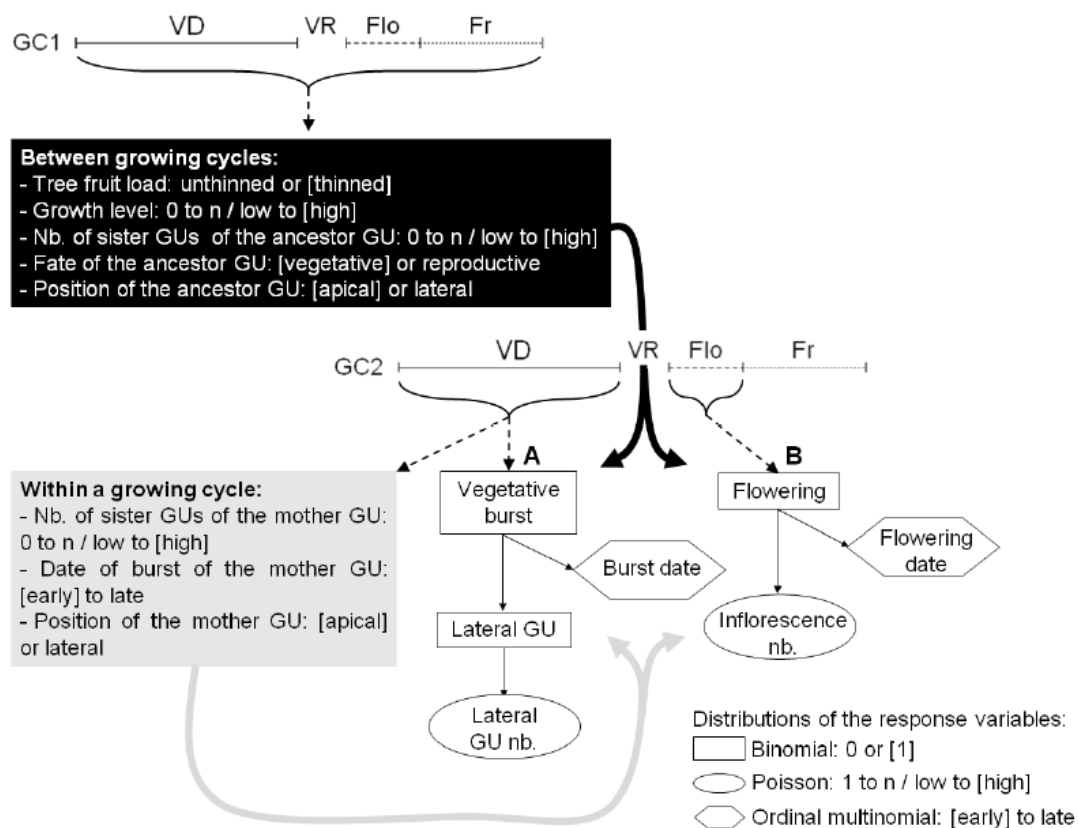 GC1 VD VR Flo Fr
Between growing cycles:
- Tree fruit load: unthinned or [thinned]
- Growth level: 0 to n / low to [high]
- Nb. of sister GUs of the ancestor GU: 0 to n / low to [high]
- Fate of the ancestor GU: [vegetative] or reproductive
- Position of the ancestor GU: [apical] or lateral
GC2 VD VR Flo Fr
Within a growing cycle:
- Nb. of sister GUs of the mother GU:
0 to n / low to [high]
- Date of burst of the mother GU:
[early] to late
- Position of the mother GU: [apical]
or lateral
A
Vegetative
burst
Burst date
Lateral GU
Lateral
GU nb.
B
Flowering
Flowering
date
Inflorescence
nb.
Distributions of the response variables:
Binomial: 0 or [1]
Poisson: 1 to n / low to [high]
Ordinal multinomial: [early] to late